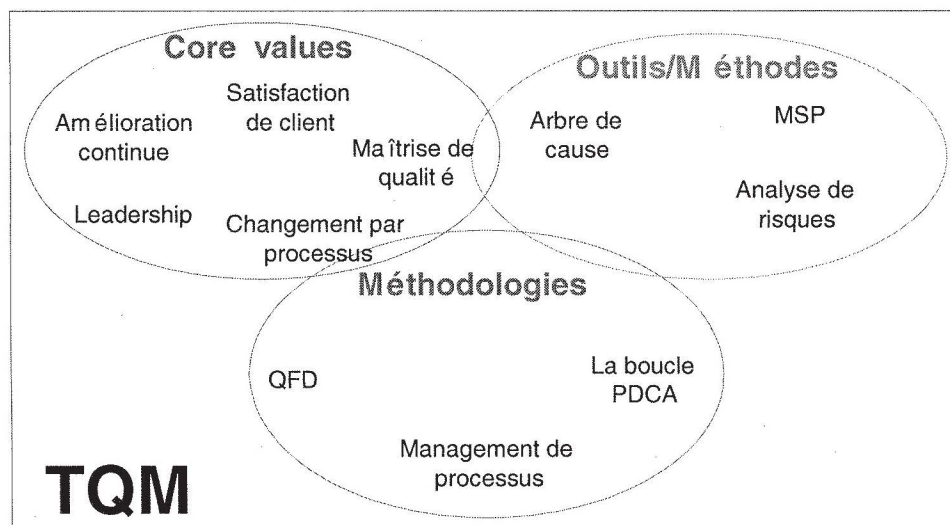 Core values
Satisfaction
de client
Am élioration
continue
Ma îtrise de
qualit é
Leadership
Changement par
processus
Outils/M éthodes
Arbre de
cause
MSP
Analyse de
risques
Méthodologies
QFD
La boucle
PDCA
Management de
processus
TQM